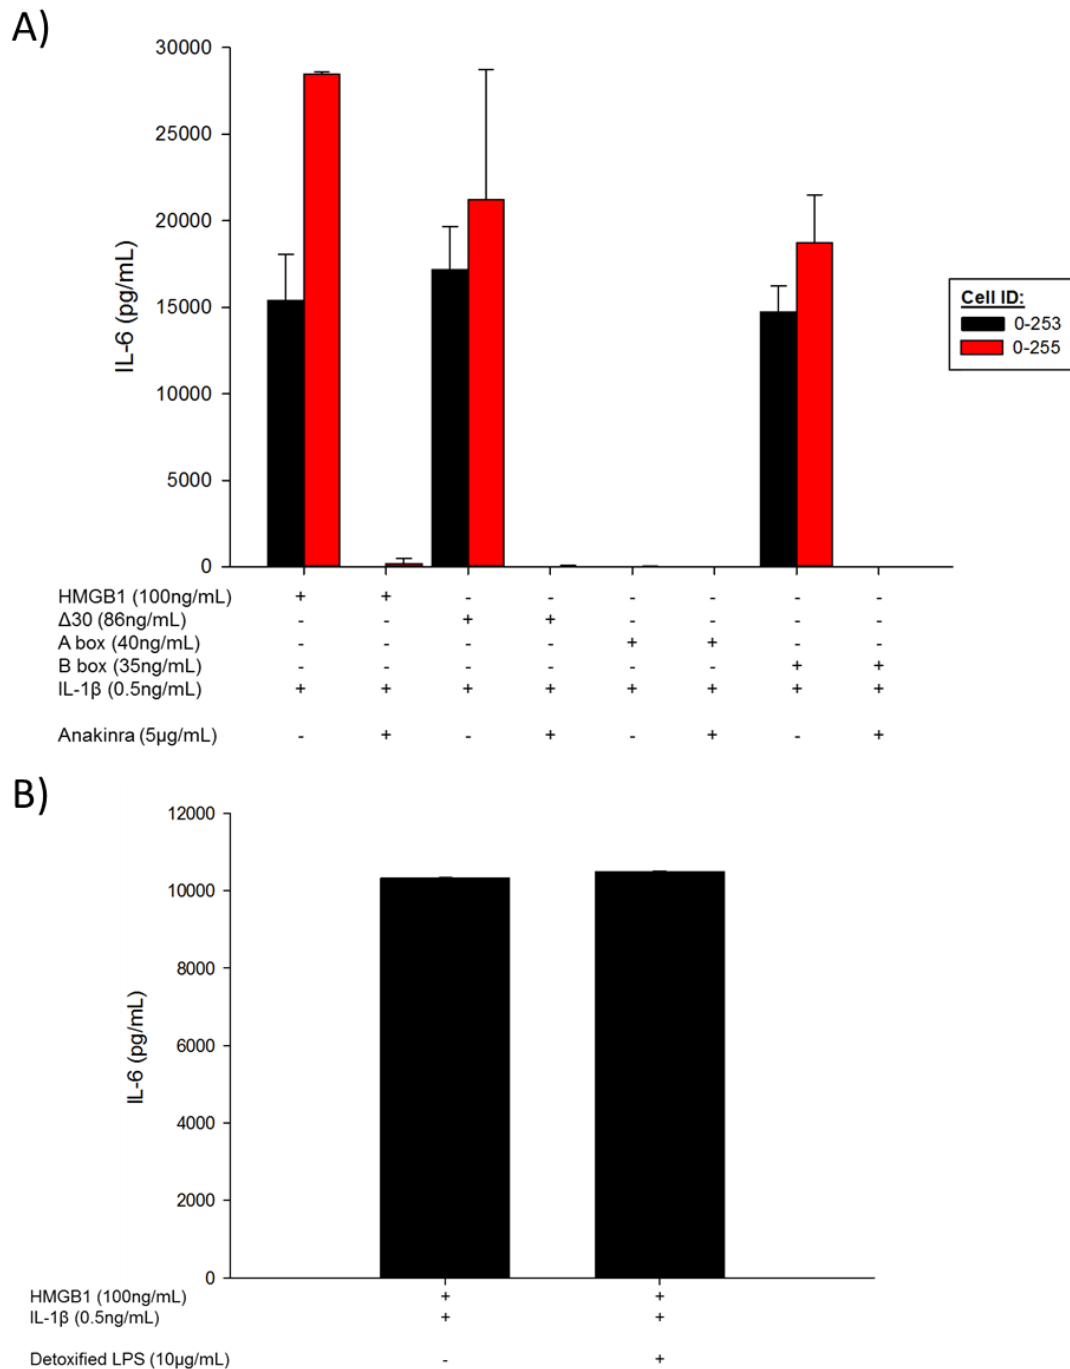 A)
30000
25000
20000
15000
10000
5000
0
IL-6 (pg/mL)
Cell ID:
0-253
0-255
HMGB1 (100ng/mL) + + - - - - - -
Δ30 (86ng/mL) - - + + - - - -
A box (40ng/mL) - - - - + + - -
B box (35ng/mL) - - - - - - + +
IL-1β (0.5ng/mL) + + + + + + + +
Anakinra (5µg/mL) - + - + - + - +
B)
12000
10000
8000
6000
4000
2000
0
IL-6 (pg/mL)
HMGB1 (100ng/mL) + +
IL-1β (0.5ng/mL) + +
Detoxified LPS (10µg/mL) - +